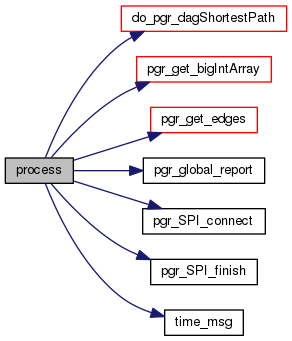 do_pgr_dagShortestPath
pgr_get_bigIntArray
pgr_get_edges
process
pgr_global_report
pgr_SPI_connect
pgr_SPI_finish
time_msg